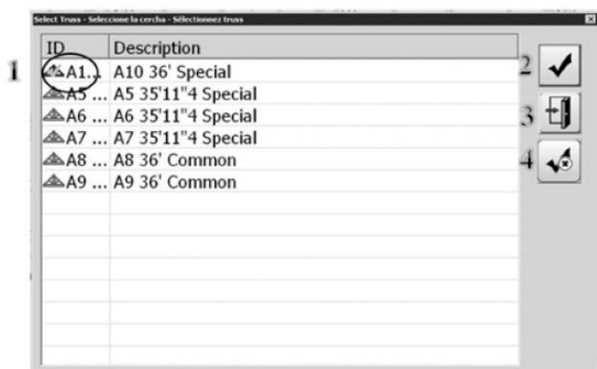 Select Truss - Seleccione la cercha - Sélectionnez truss
ID Description
1 A1... A10 36' Special 2
A5 ... A5 35'11"4 Special
A6 ... A6 35'11"4 Special 3
A7 ... A7 35'11"4 Special
A8 ... A8 36' Common 4
A9 ... A9 36' Common